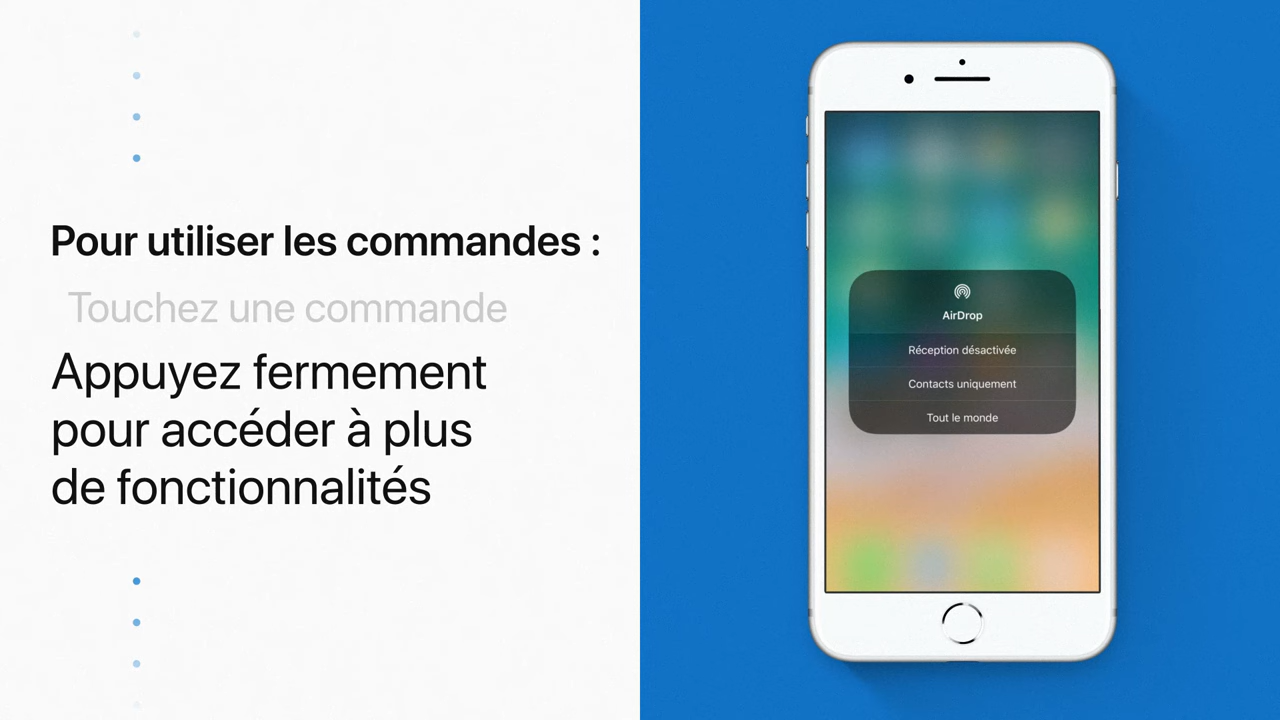 Pour utiliser les commandes :
Touchez une commande
Appuyez fermement
pour accéder à plus
de fonctionnalités
AirDrop
Réception désactivée
Contacts uniquement
Tout le monde